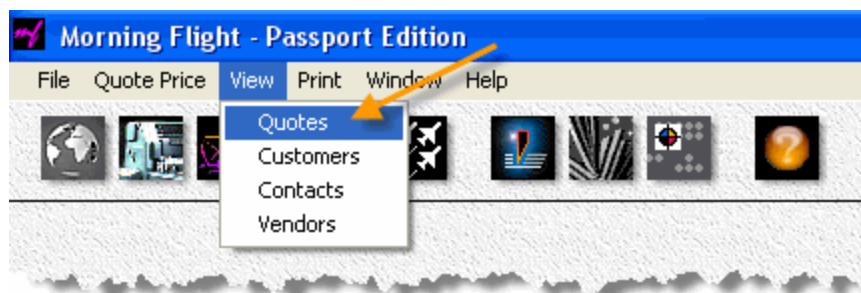 Morning Flight - Passport Edition
File Quote Price View Print Window Help
Quotes
Customers
Contacts
Vendors
?